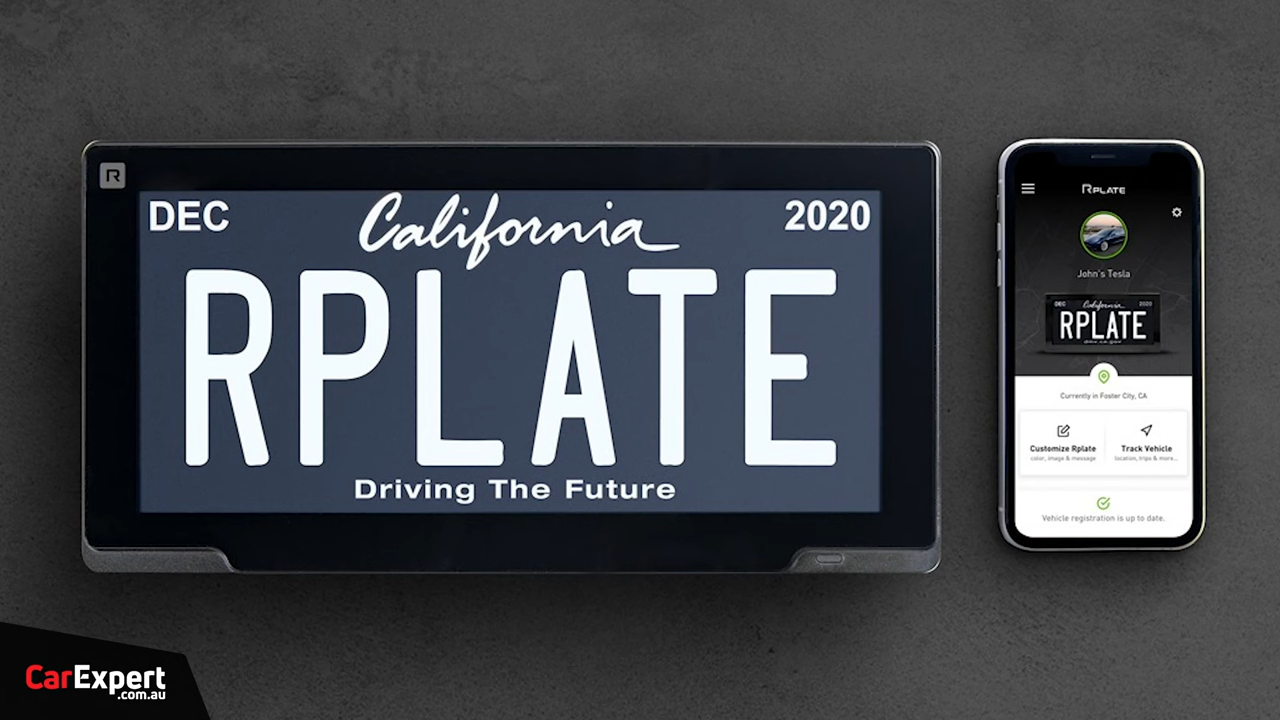 R
DEC
California
2020
RPLATE
Driving The Future
RPLATE
John's Tesla
DEC
California
2020
RPLATE
Currently in Foster City, CA
Customize Rplate
color, image & message
Track Vehicle
location, trips & more...
Vehicle registration is up to date.
CarExpert
.com.au